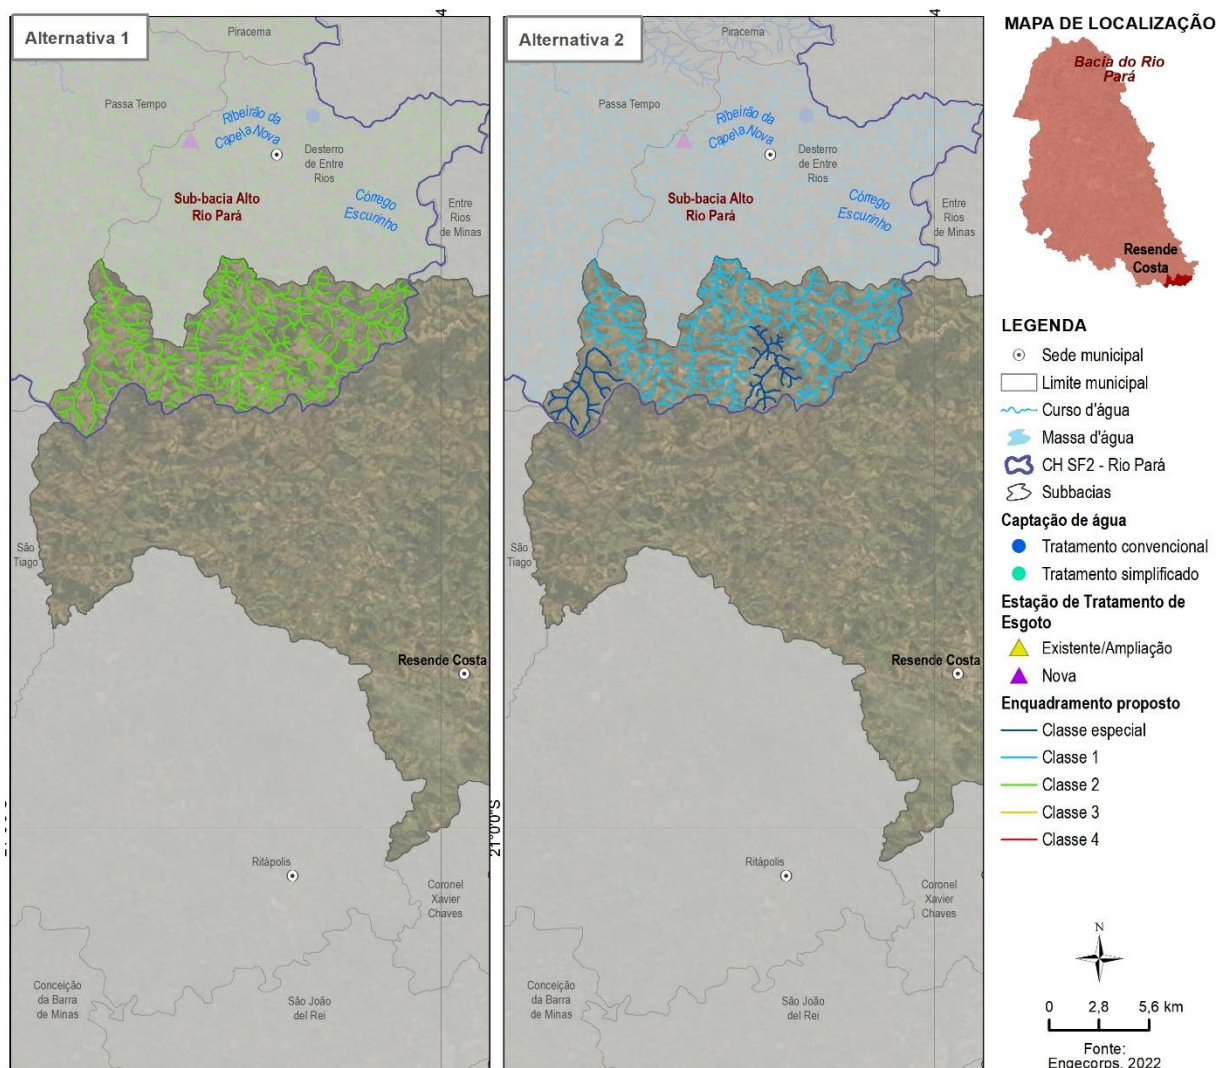 Alternativa 1
Piracema
Passa Tempo
Ribeirão da
Capela Nova
Desterro
de Entre
Rios
Sub-bacia Alto
Rio Pará
Córrego
Escurinho
Entre
Rios
de Minas
São
Tiago
Resende Costa
Ritápolis
Coronel
Xavier
Chaves
Conceição
da Barra
de Minas
São João
del Rei
4
Alternativa 2
Piracema
Passa Tempo
Ribeirão da
Capela Nova
Desterro
de Entre
Rios
Sub-bacia Alto
Rio Pará
Córrego
Escurinho
Entre
Rios
de Minas
São
Tiago
Resende Costa
Ritápolis
Coronel
Xavier
Chaves
Conceição
da Barra
de Minas
São João
del Rei
4
21°0'0"S
MAPA DE LOCALIZAÇÃO
Bacia do Rio
Pará
Resende
Costa
LEGENDA
Sede municipal
Limite municipal
Curso d'água
Massa d'água
CH SF2 - Rio Pará
Subbacias
Captação de água
Tratamento convencional
Tratamento simplificado
Estação de Tratamento de
Esgoto
Existente/Ampliação
Nova
Enquadramento proposto
Classe especial
Classe 1
Classe 2
Classe 3
Classe 4
N
0 2,8 5,6 km
Fonte:
Engecorps, 2022